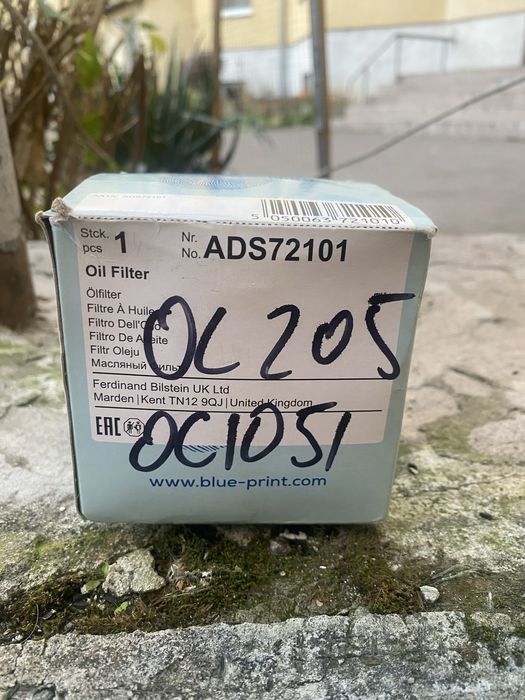 5 050063 721010
Stck.
pcs 1
Nr.
No. ADS72101
Oil Filter
Ölfilter
Filtre À Huile
Filtro Dell'
Filtro De Aceite
Filtr Oleju
Масляный
OC 205
Ferdinand Bilstein UK Ltd
Marden | Kent TN12 9QJ | United Kingdom
EAC
OC1051
www.blue-print.com